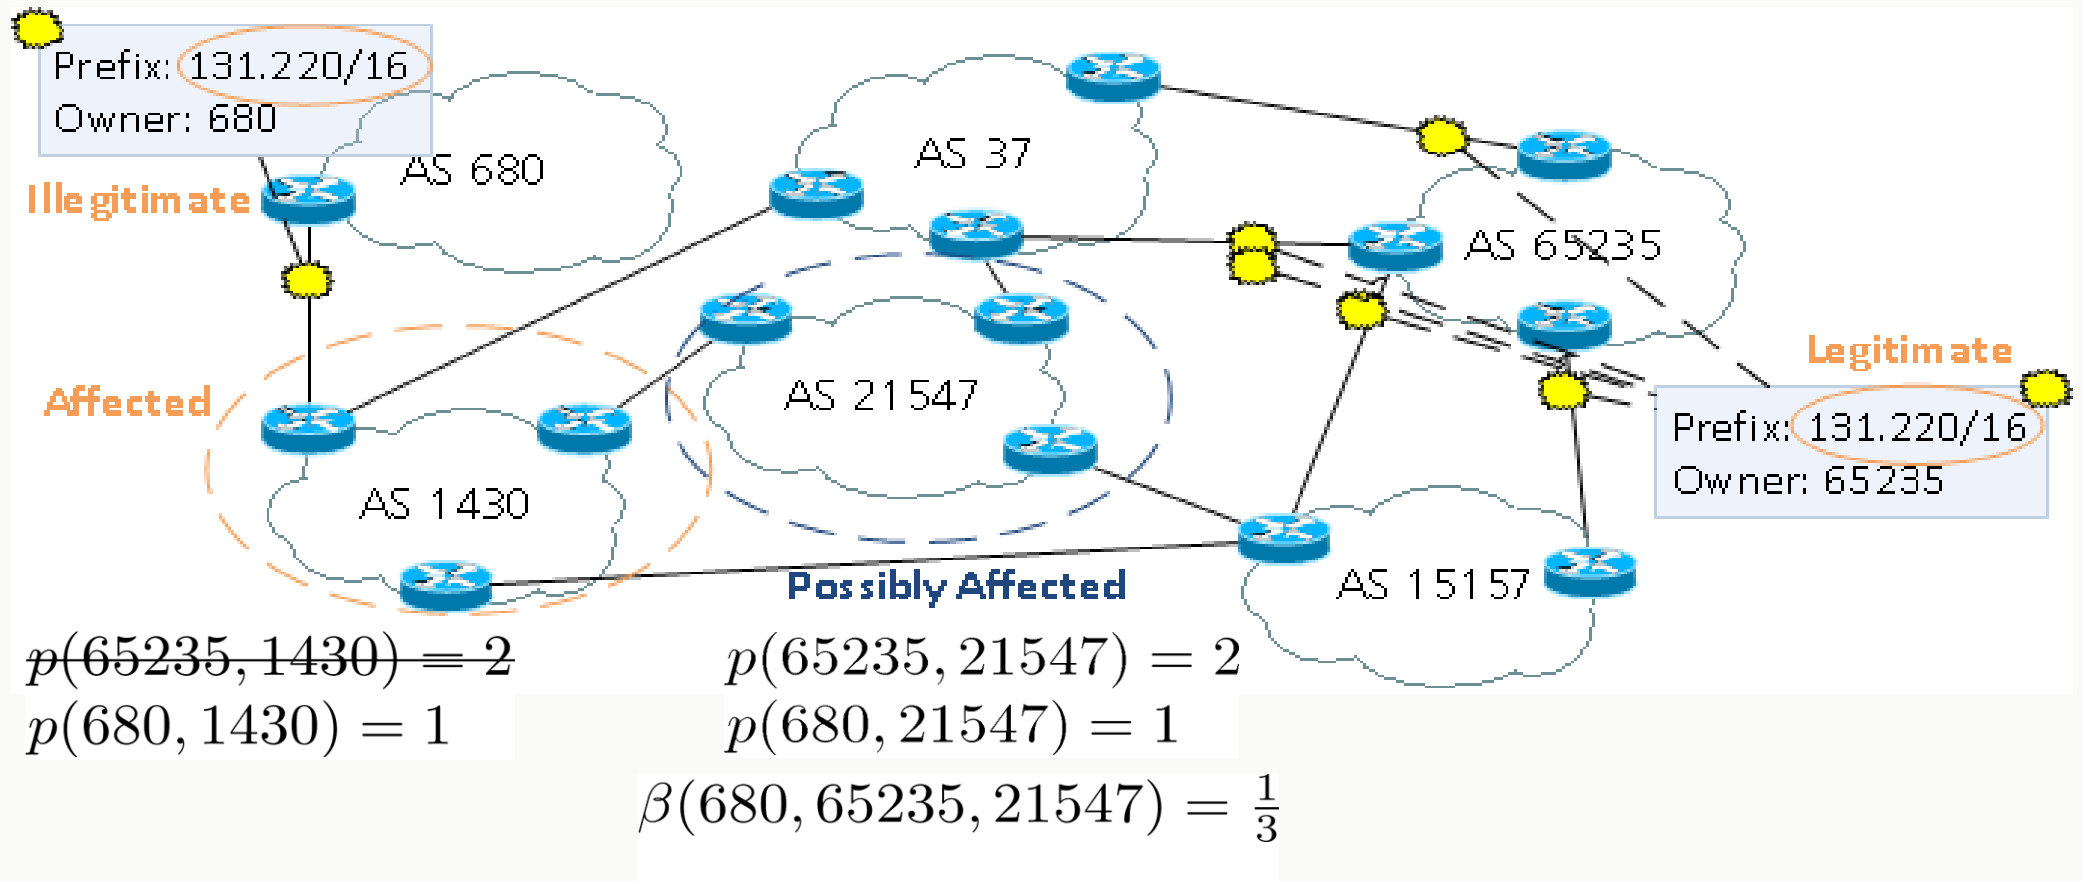 Prefix: 131.220/16
Owner: 680
AS 680
Illegitimate
AS 37
AS 65235
Legitimate
Prefix: 131.220/16
Owner: 65235
Affected
AS 21547
AS 1430
Possibly Affected
AS 15157
p(65235, 1430) = 2
p(680, 1430) = 1
p(65235, 21547) = 2
p(680, 21547) = 1
β(680, 65235, 21547) = 1/3